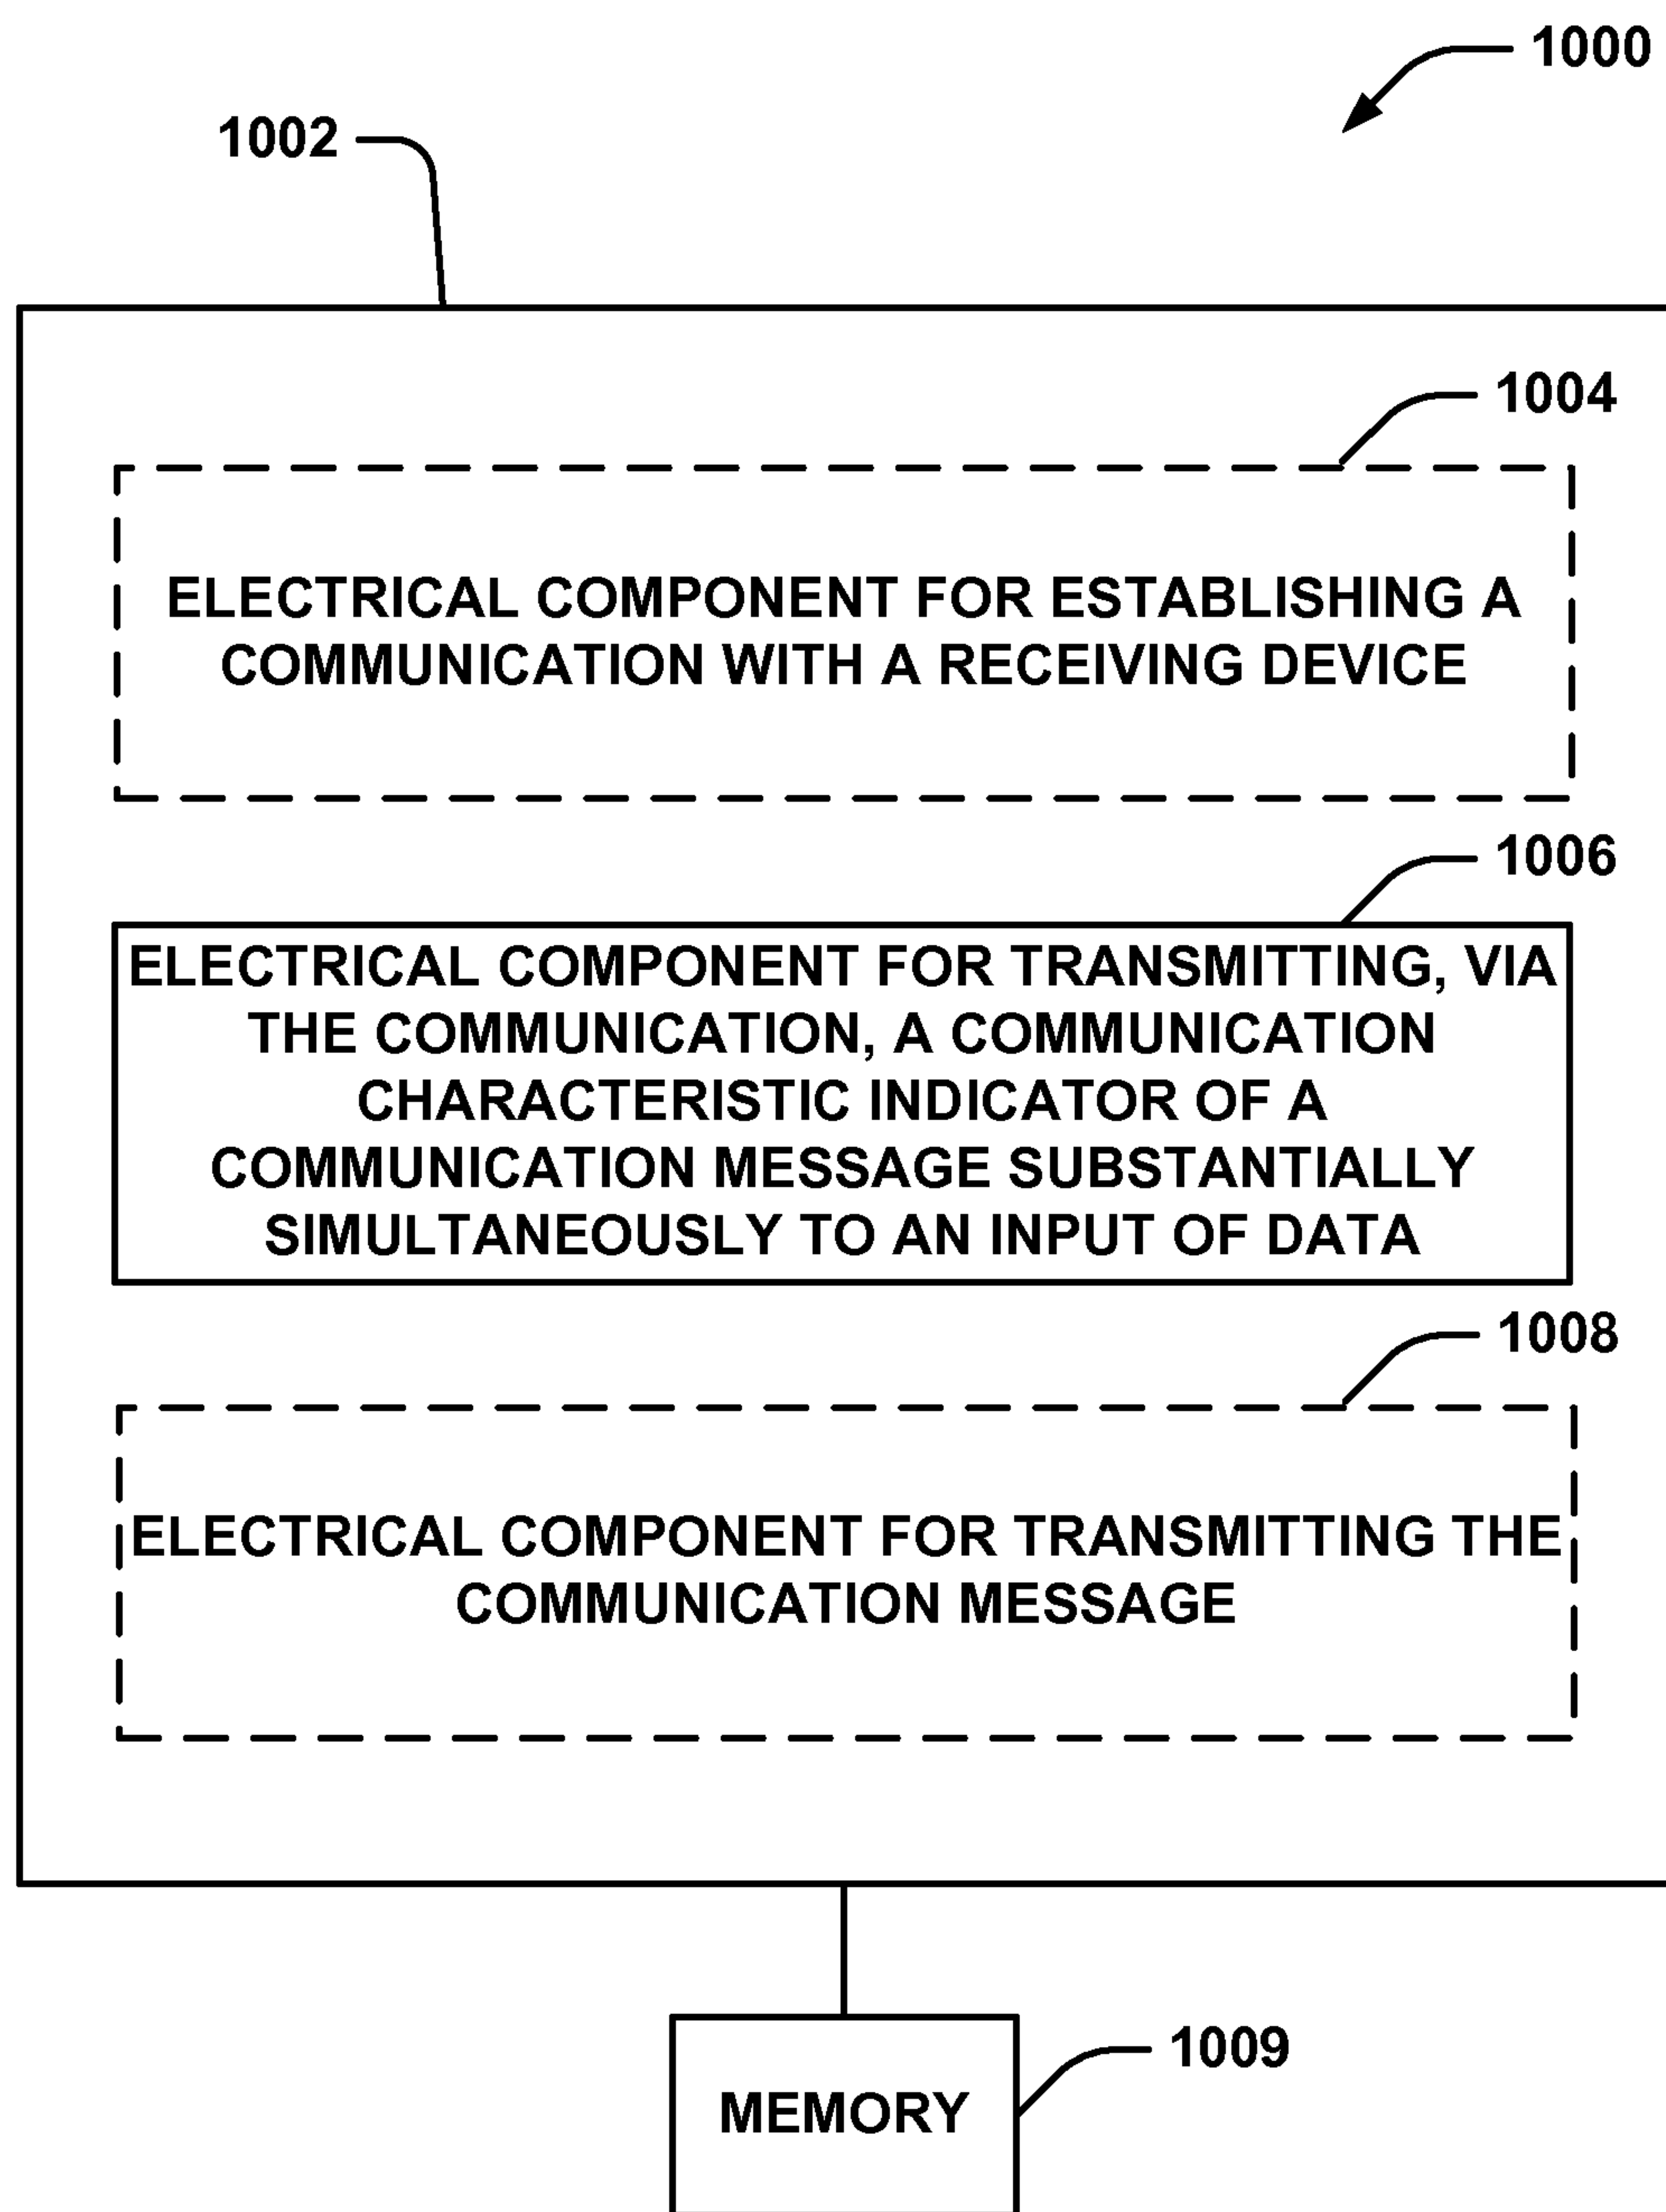 1000
1002
1004
ELECTRICAL COMPONENT FOR ESTABLISHING A
COMMUNICATION WITH A RECEIVING DEVICE
1006
ELECTRICAL COMPONENT FOR TRANSMITTING, VIA
THE COMMUNICATION, A COMMUNICATION
CHARACTERISTIC INDICATOR OF A
COMMUNICATION MESSAGE SUBSTANTIALLY
SIMULTANEOUSLY TO AN INPUT OF DATA
1008
ELECTRICAL COMPONENT FOR TRANSMITTING THE
COMMUNICATION MESSAGE
1009
MEMORY